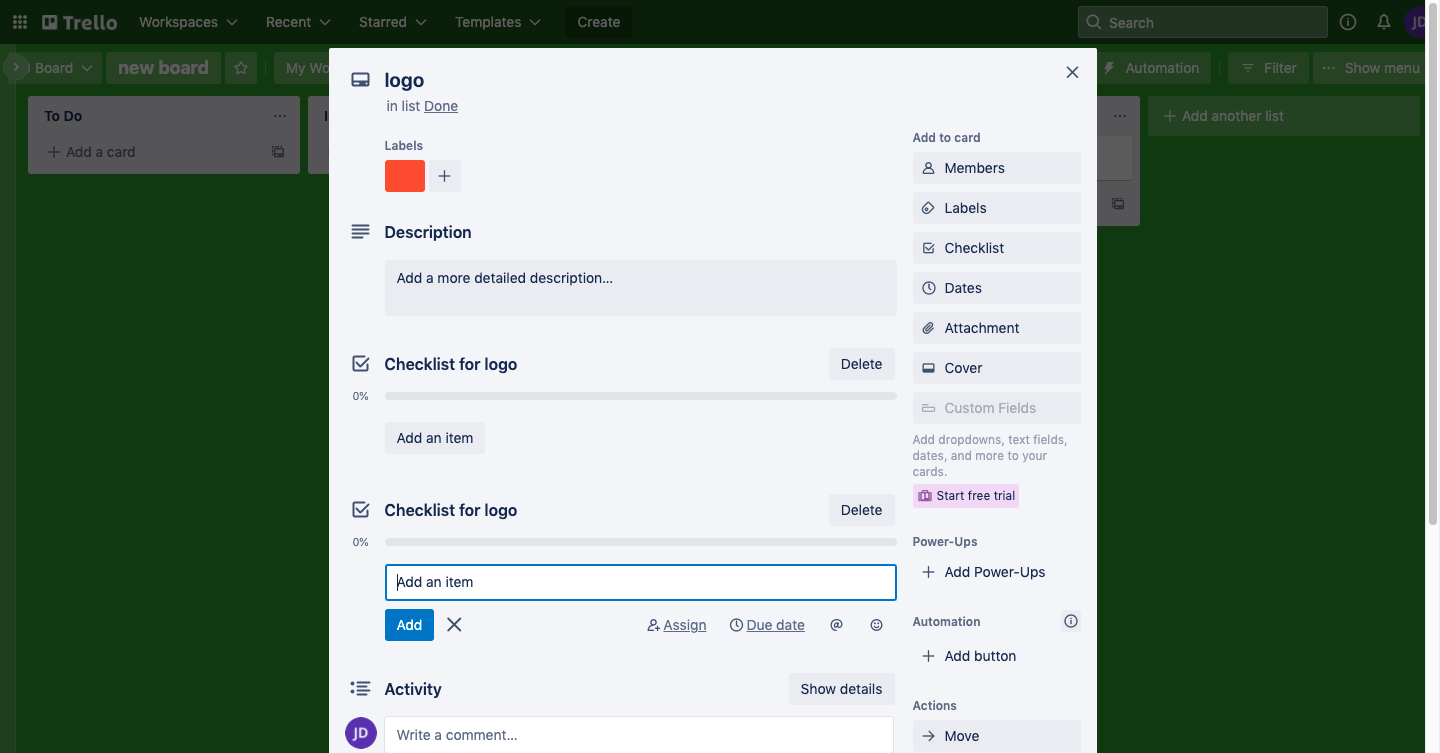 Trello
Workspaces
Recent
Starred
Templates
Create
Search
JD
Board
new board
My Wo
Automation
Filter
Show menu
To Do
Add a card
Add another list
logo
in list Done
Labels
Description
Add a more detailed description...
Checklist for logo
Delete
0%
Add an item
Checklist for logo
Delete
0%
Add an item
Add
Assign
Due date
Activity
Show details
JD
Write a comment...
Add to card
Members
Labels
Checklist
Dates
Attachment
Cover
Custom Fields
Add dropdowns, text fields,
dates, and more to your
cards.
Start free trial
Power-Ups
Add Power-Ups
Automation
Add button
Actions
Move